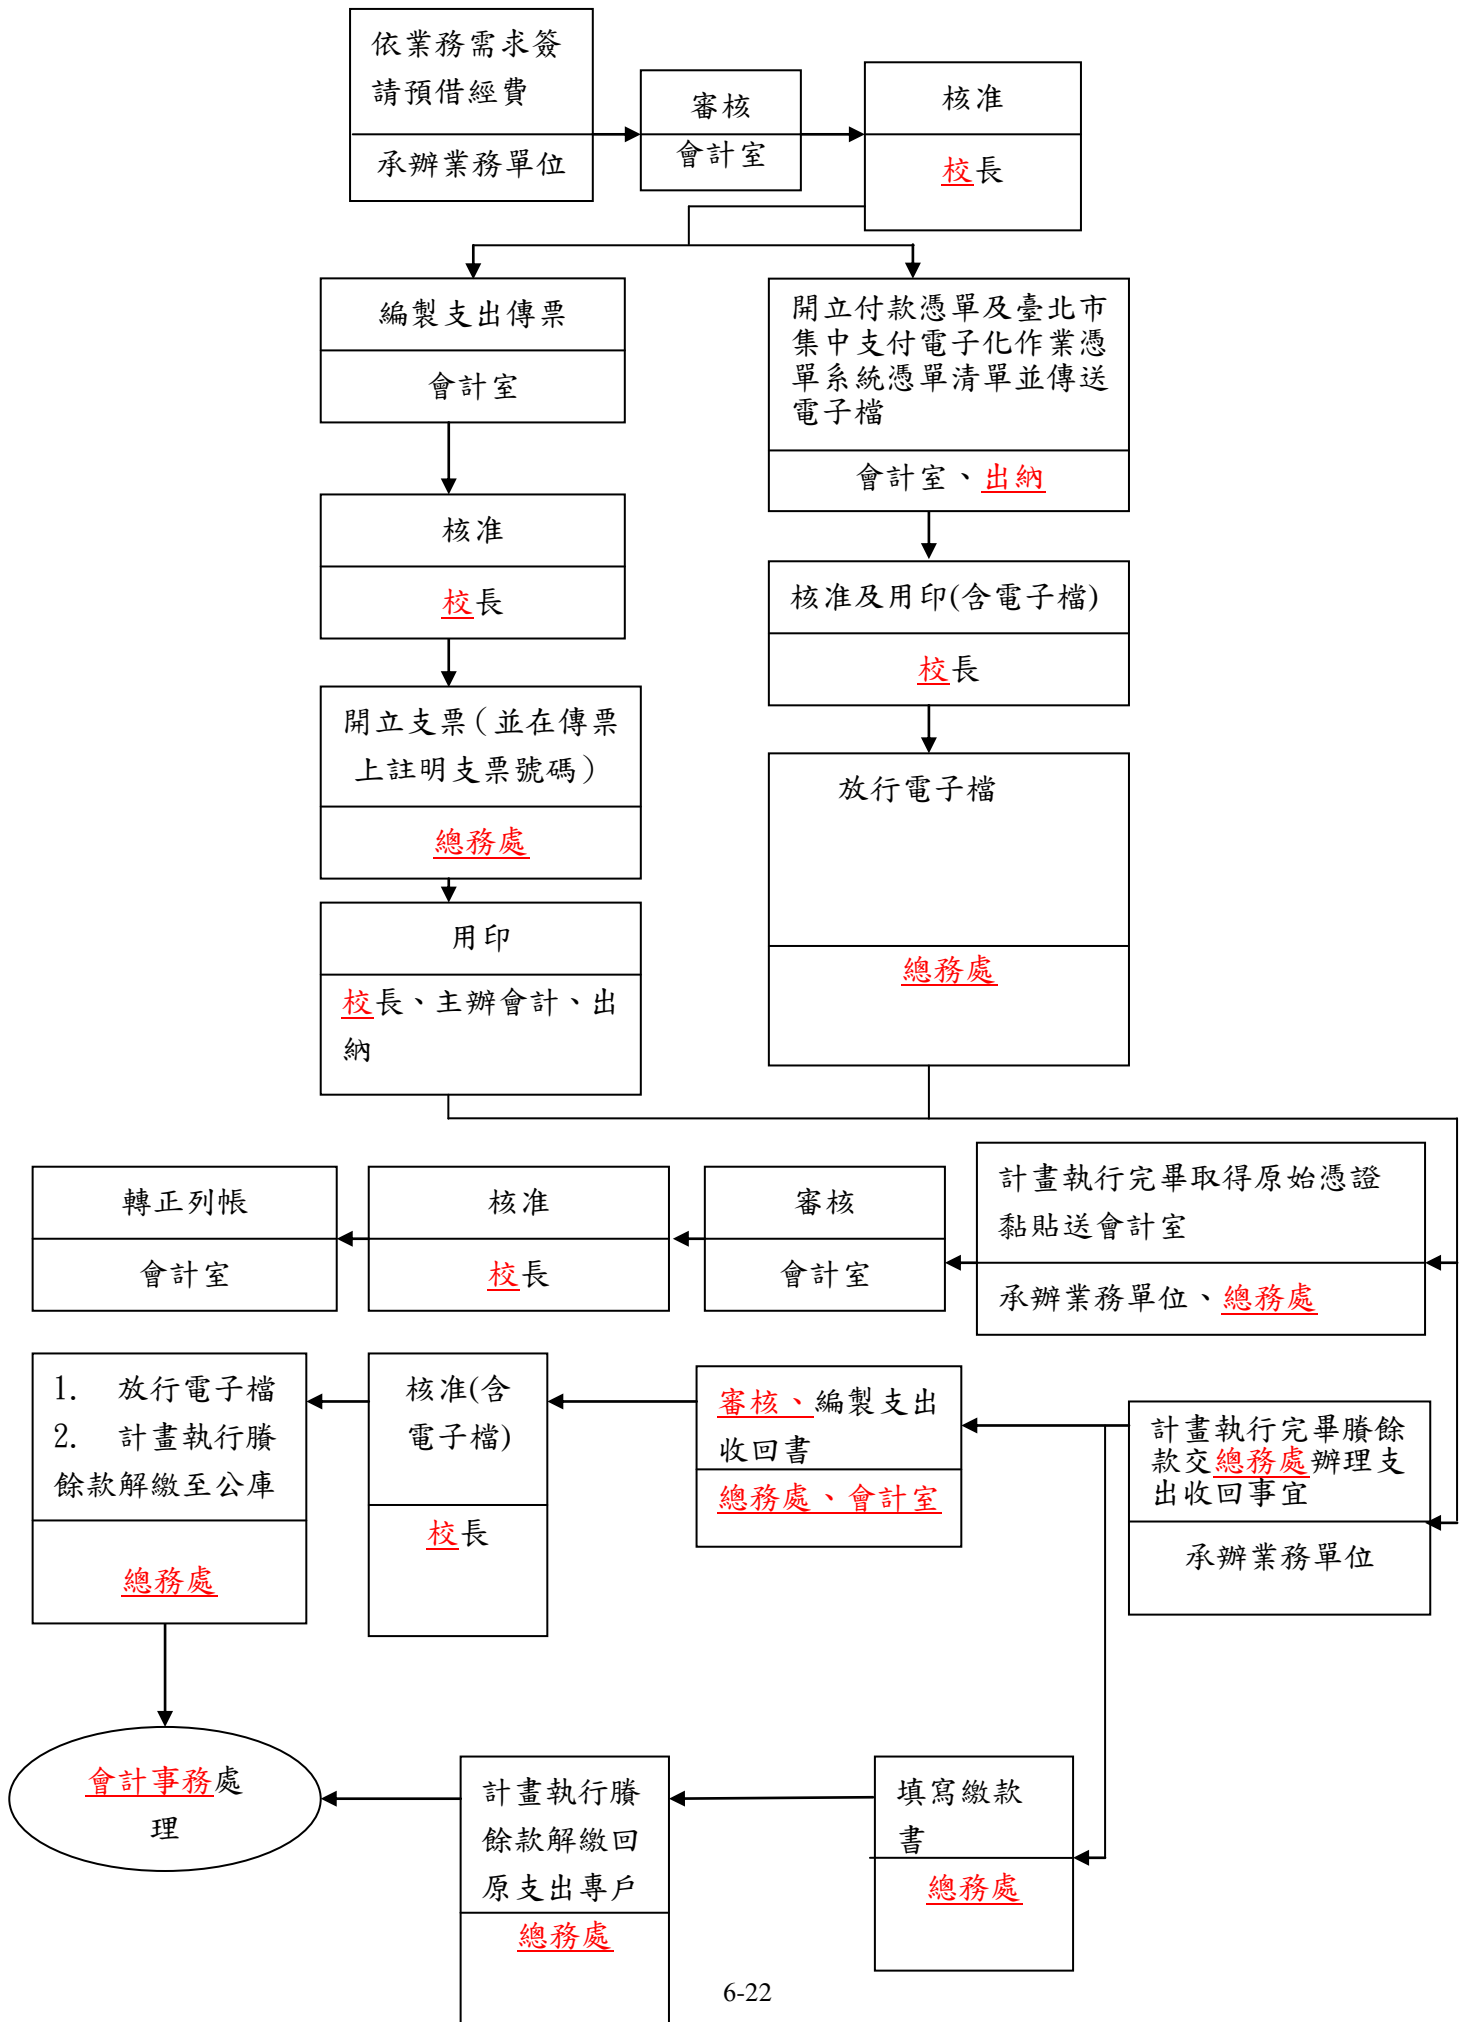 依業務需求簽
請預借經費
承辦業務單位
審核
會計室
核准
校長
編製支出傳票
會計室
核准
校長
開立支票（並在傳票
上註明支票號碼）
總務處
用印
校長、主辦會計、出
納
開立付款憑單及臺北市
集中支付電子化作業憑
單系統憑單清單並傳送
電子檔
會計室、出納
核准及用印(含電子檔)
校長
放行電子檔
總務處
計畫執行完畢取得原始憑證
黏貼送會計室
承辦業務單位、總務處
審核
會計室
核准
校長
轉正列帳
會計室
計畫執行完畢賸餘
款交總務處辦理支
出收回事宜
承辦業務單位
審核、編製支出
收回書
總務處、會計室
核准(含
電子檔)
校長
1. 放行電子檔
2. 計畫執行賸
餘款解繳至公庫
總務處
填寫繳款
書
總務處
計畫執行賸
餘款解繳回
原支出專戶
總務處
會計事務處
理
6-22